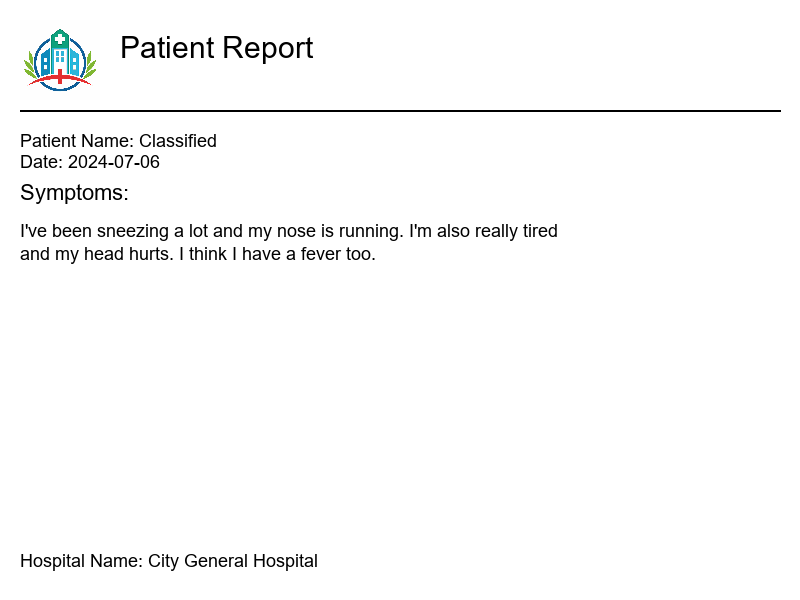 Patient Report
Patient Name: Classified
Date: 2024-07-06
Symptoms:
I've been sneezing a lot and my nose is running. I'm also really tired
and my head hurts. I think I have a fever too.
Hospital Name: City General Hospital